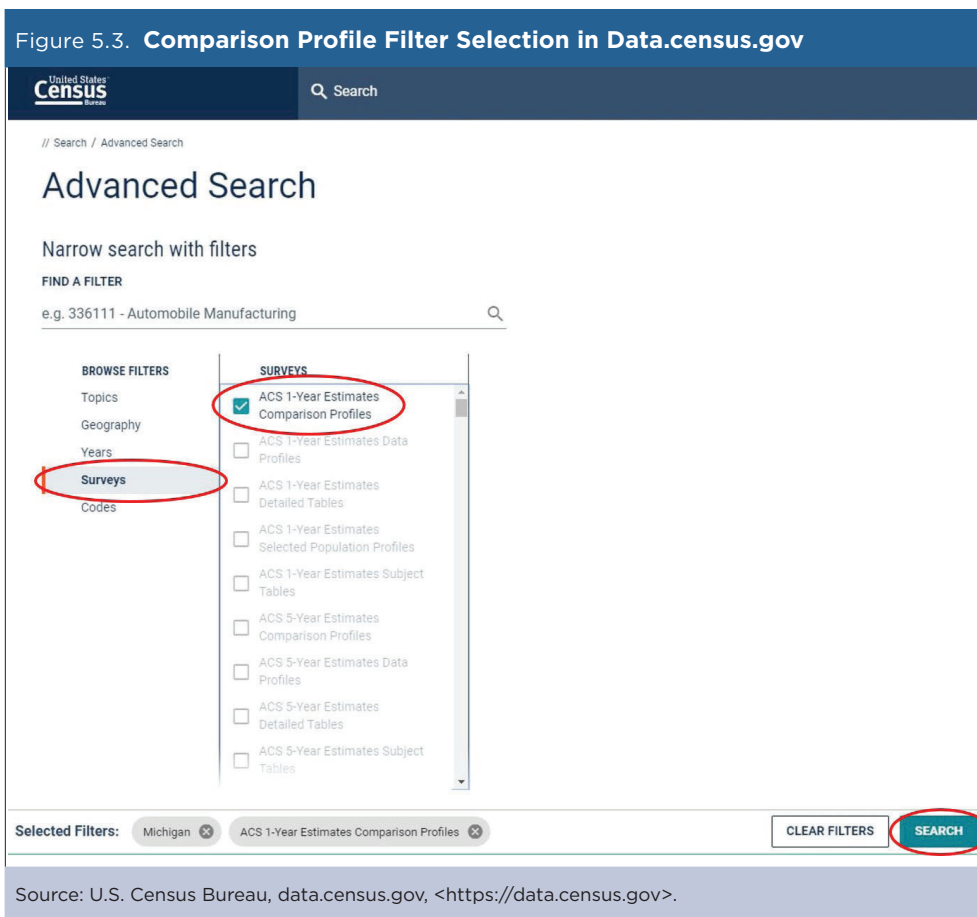 Figure 5.3. Comparison Profile Filter Selection in Data.census.gov
United States™
Census
Bureau
Search
// Search / Advanced Search
Advanced Search
Narrow search with filters
FIND A FILTER
e.g. 336111 - Automobile Manufacturing
BROWSE FILTERS
Topics
Geography
Years
Surveys
Codes
SURVEYS
ACS 1-Year Estimates
Comparison Profiles
ACS 1-Year Estimates Data
Profiles
ACS 1-Year Estimates
Detailed Tables
ACS 1-Year Estimates
Selected Population Profiles
ACS 1-Year Estimates Subject
Tables
ACS 5-Year Estimates
Comparison Profiles
ACS 5-Year Estimates Data
Profiles
ACS 5-Year Estimates
Detailed Tables
ACS 5-Year Estimates Subject
Tables
Selected Filters: Michigan ACS 1-Year Estimates Comparison Profiles CLEAR FILTERS SEARCH
Source: U.S. Census Bureau, data.census.gov, <https://data.census.gov>.